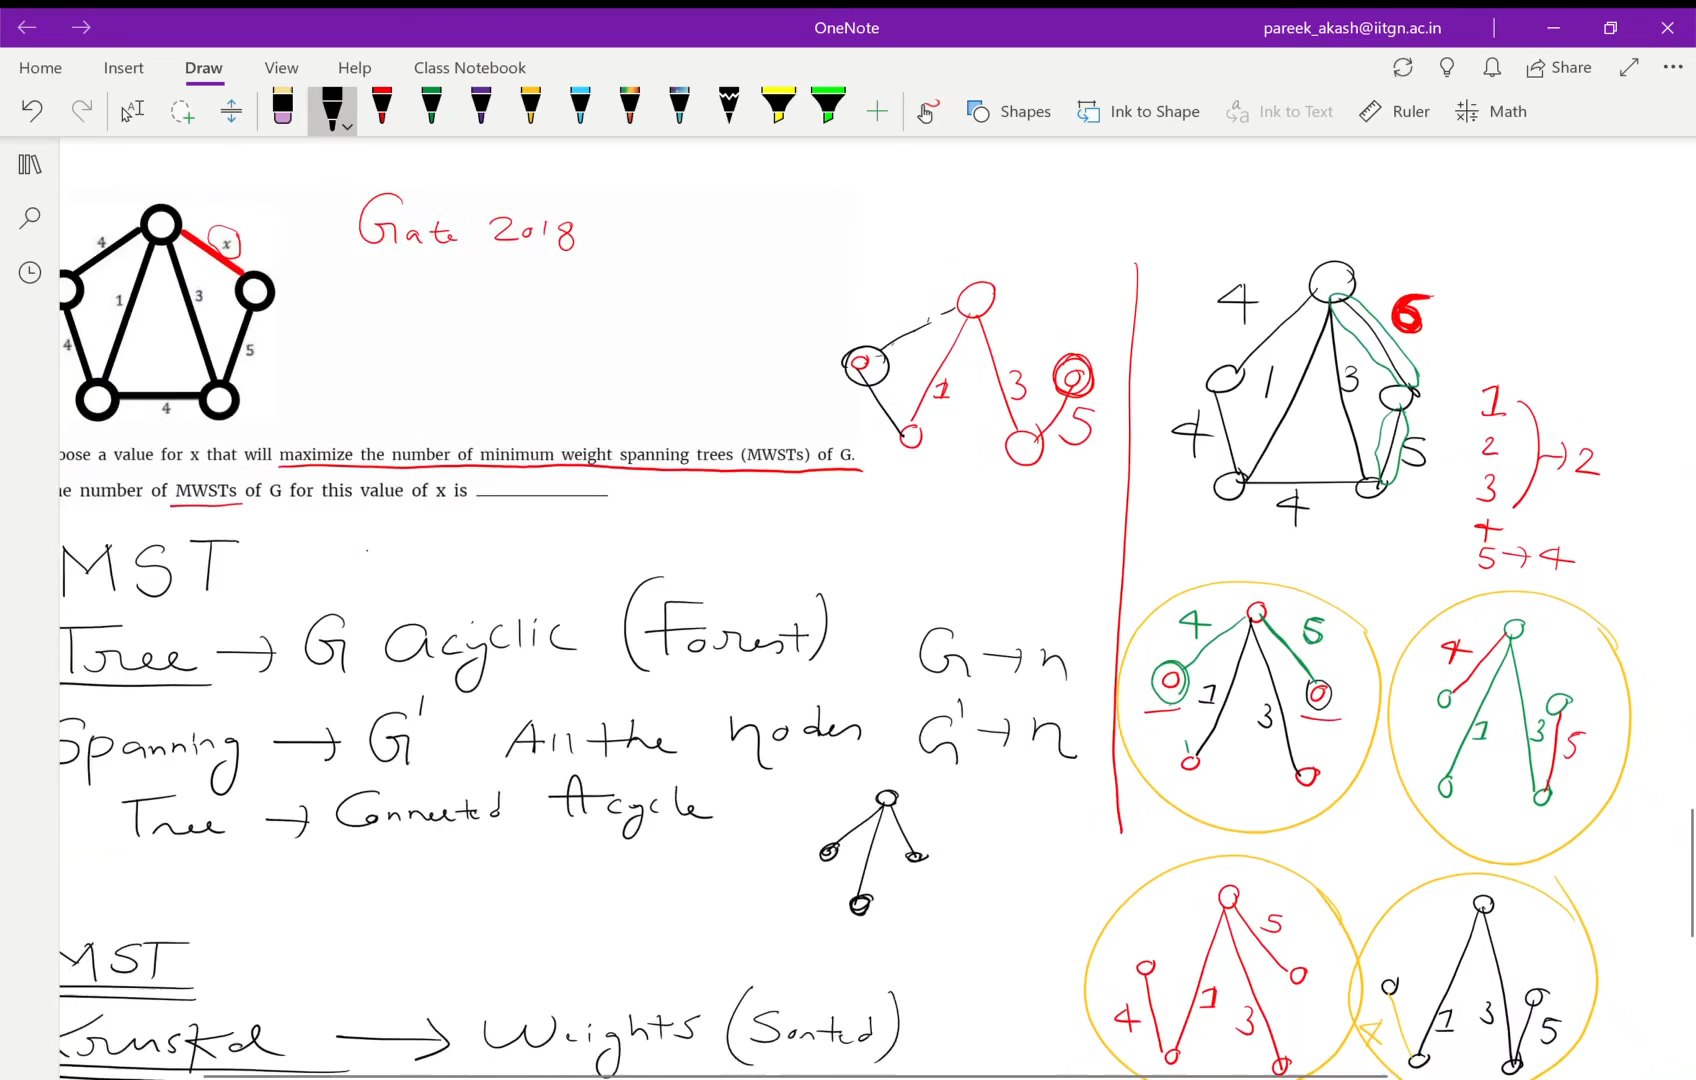 OneNote
pareek_akash@iitgn.ac.in
Home Insert Draw View Help Class Notebook
Share
Shapes Ink to Shape Ink to Text Ruler Math
Gate 2018
4 x
1 3
4 5
4
1 3 5
4 6
1 3
4 5
4
1
2
3
→ 2
+
5 → 4
oose a value for x that will maximize the number of minimum weight spanning trees (MWSTs) of G.
he number of MWSTs of G for this value of x is
MST
Tree → G Acyclic (Forest)
G → n
Spanning → G' All the nodes
G' → n
Tree → Connected Acycle
4 5
1 3
4
1 3 5
5
4 1 3
4 1 3 5
MST
Kruskal → Weights (Sorted)